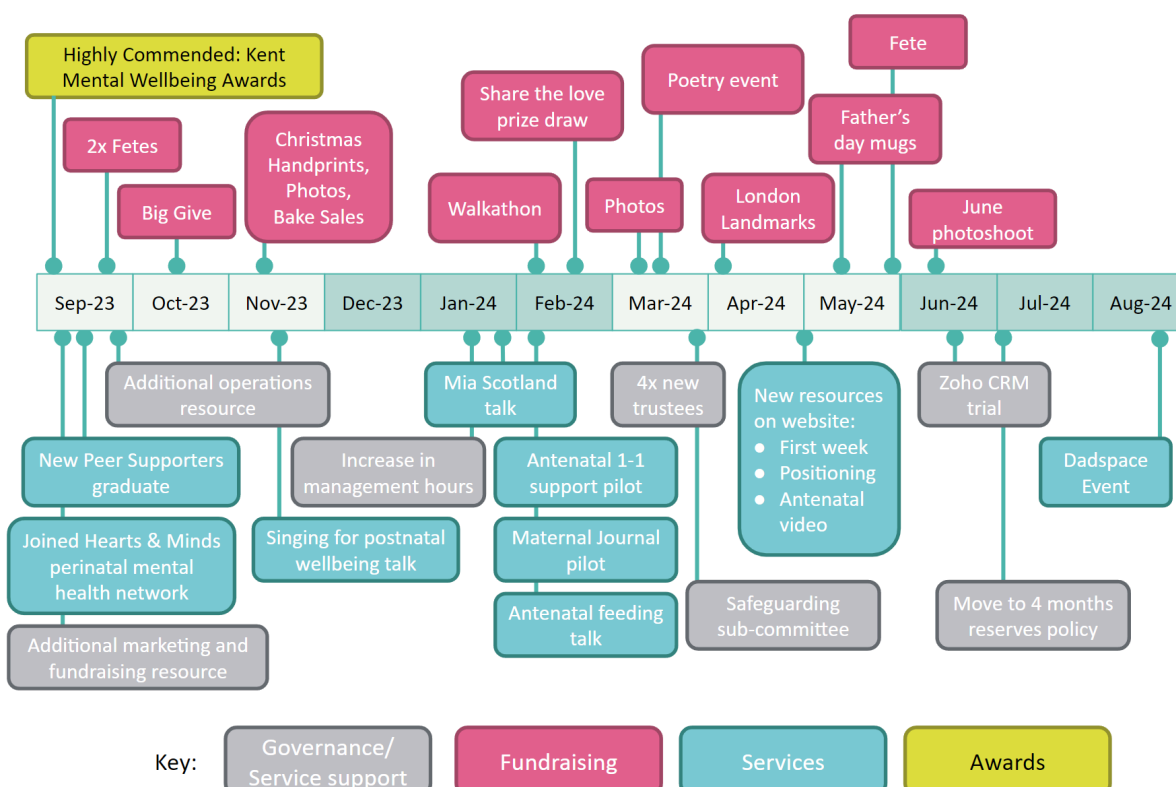 Highly Commended: Kent
Mental Wellbeing Awards
2x Fetes
Big Give
Christmas
Handprints,
Photos,
Bake Sales
Walkathon
Share the love
prize draw
Photos
Poetry event
London
Landmarks
Father's
day mugs
Fete
June
photoshoot
Sep-23
Oct-23
Nov-23
Dec-23
Jan-24
Feb-24
Mar-24
Apr-24
May-24
Jun-24
Jul-24
Aug-24
Additional operations
resource
New Peer Supporters
graduate
Joined Hearts & Minds
perinatal mental
health network
Additional marketing and
fundraising resource
Singing for postnatal
wellbeing talk
Increase in
management hours
Mia Scotland
talk
Antenatal 1-1
support pilot
Maternal Journal
pilot
Antenatal feeding
talk
4x new
trustees
Safeguarding
sub-committee
New resources
on website:
● First week
● Positioning
● Antenatal
video
Zoho CRM
trial
Move to 4 months
reserves policy
Dadspace
Event
Key:
Governance/
Service support
Fundraising
Services
Awards